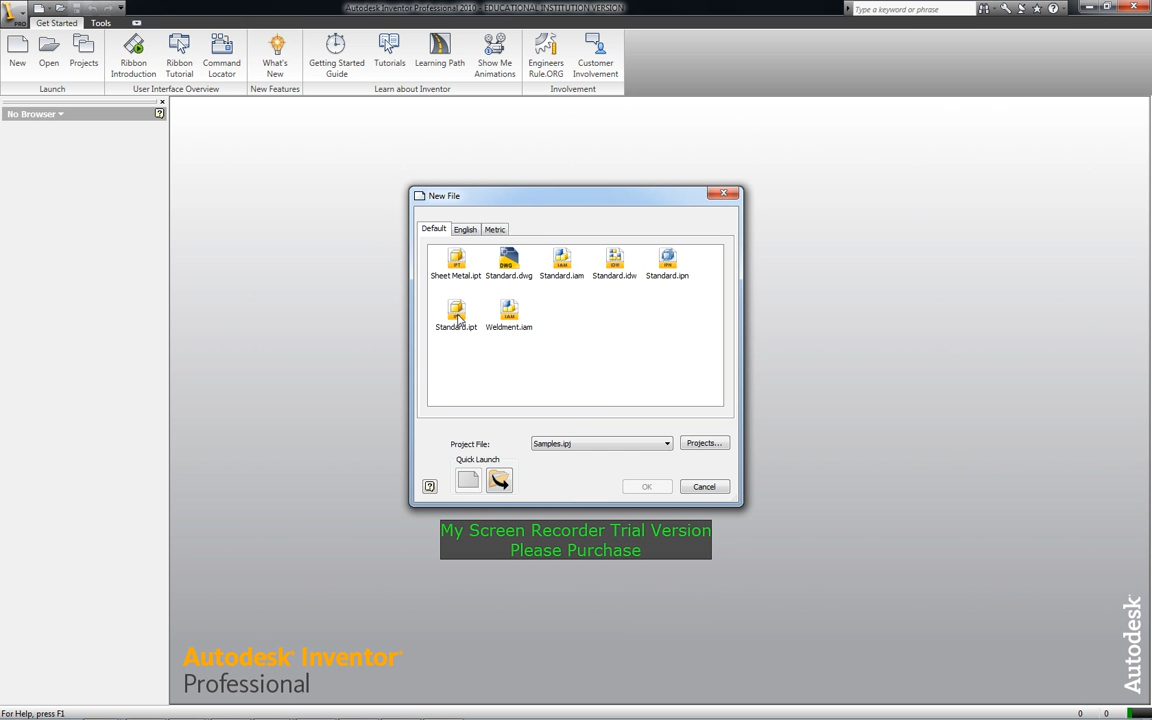 Autodesk Inventor Professional 2010 - EDUCATIONAL INSTITUTION VERSION
Type a keyword or phrase
PRO
Get Started Tools
New Open Projects
Ribbon Introduction
Ribbon Tutorial
Command Locator
What's New
Getting Started Guide
Tutorials
Learning Path
Show Me Animations
Engineers Rule.ORG
Customer Involvement
Launch User Interface Overview New Features Learn about Inventor Involvement
No Browser
New File
Default English Metric
Sheet Metal.ipt Standard.dwg Standard.iam Standard.idw Standard.ipn
Standard.ipt Weldment.iam
Project File: Samples.ipj Projects...
Quick Launch
OK Cancel
My Screen Recorder Trial Version
Please Purchase
Autodesk Inventor
Professional
Autodesk
For Help, press F1 0 0